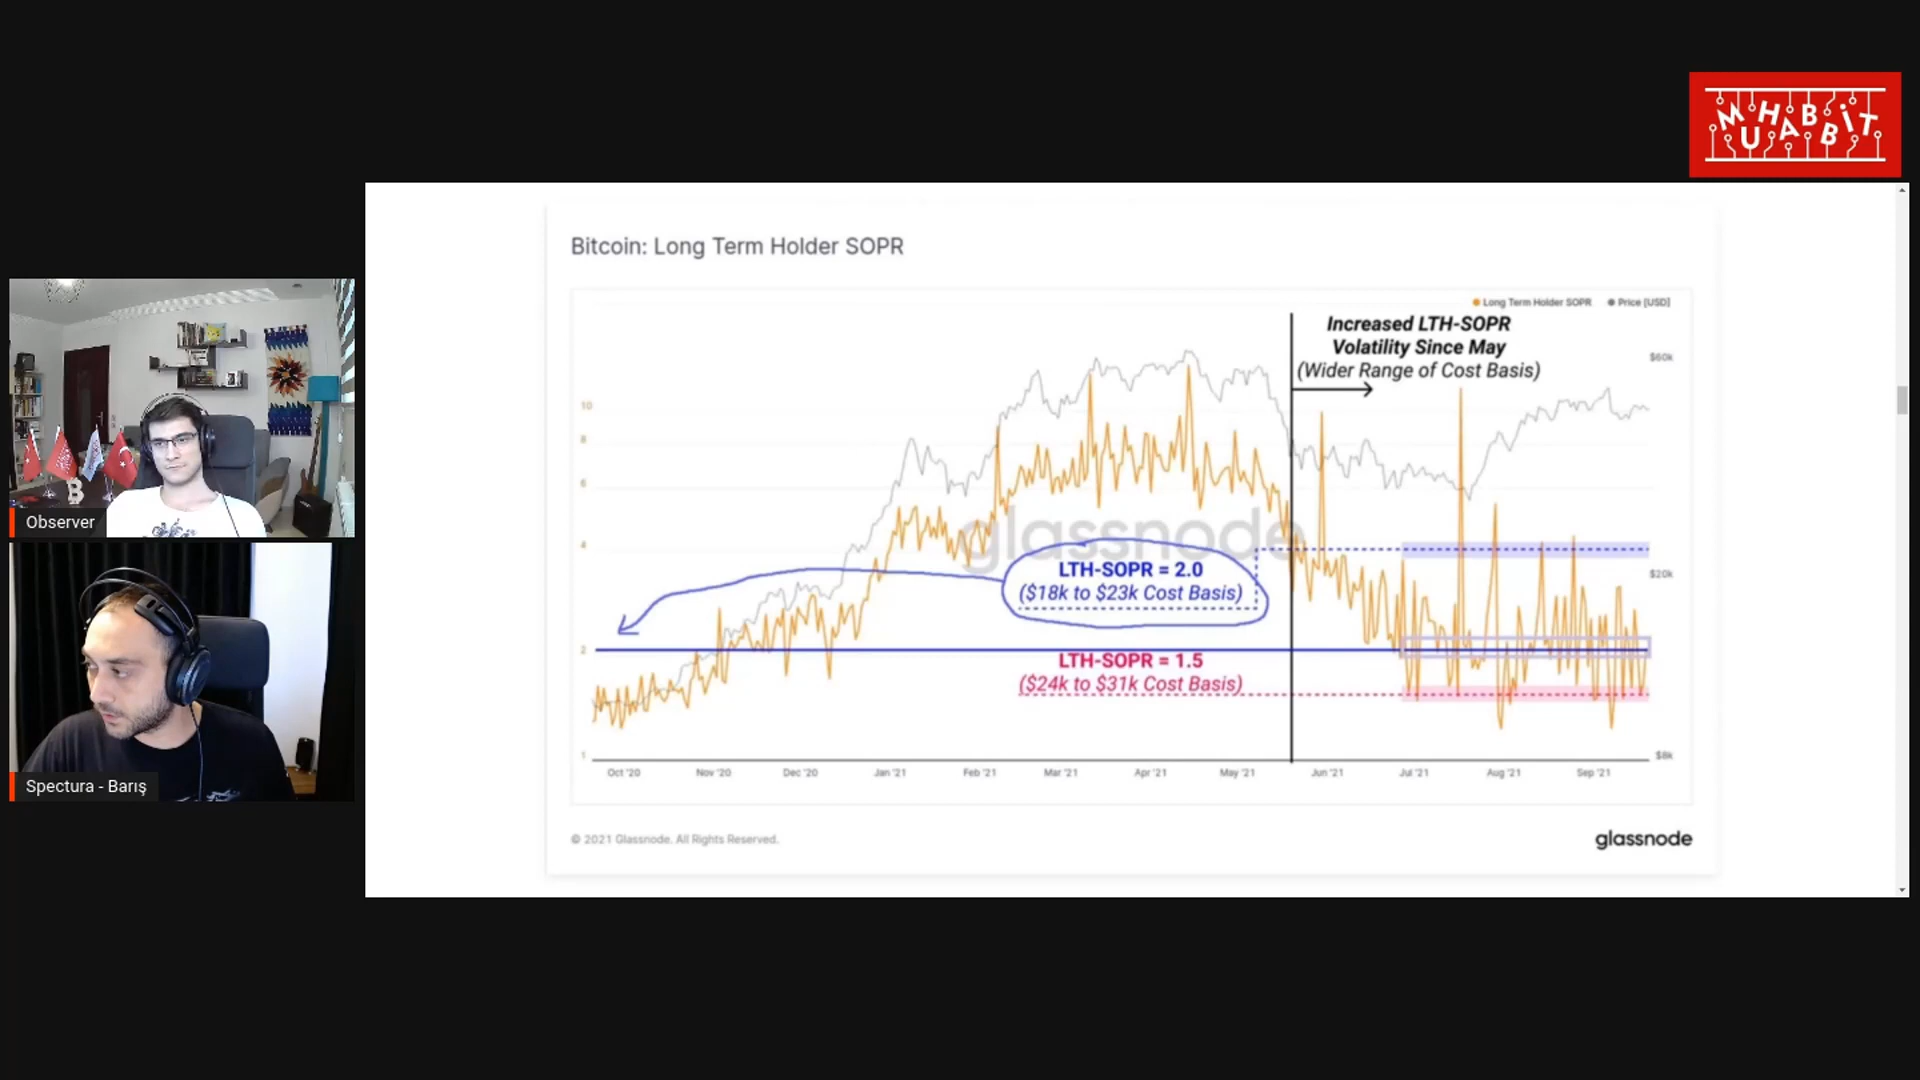 MUHABBİT
Bitcoin: Long Term Holder SOPR
Long Term Holder SOPR
Price [USD]
Increased LTH-SOPR
Volatility Since May
(Wider Range of Cost Basis)
$60k
10
8
6
glassnode
4
LTH-SOPR = 2.0
($18k to $23k Cost Basis)
$20k
2
LTH-SOPR = 1.5
($24k to $31k Cost Basis)
1
$8k
Oct '20
Nov '20
Dec '20
Jan '21
Feb '21
Mar '21
Apr '21
May '21
Jun '21
Jul '21
Aug '21
Sep '21
© 2021 Glassnode. All Rights Reserved.
glassnode
Observer
Spectura - Barış